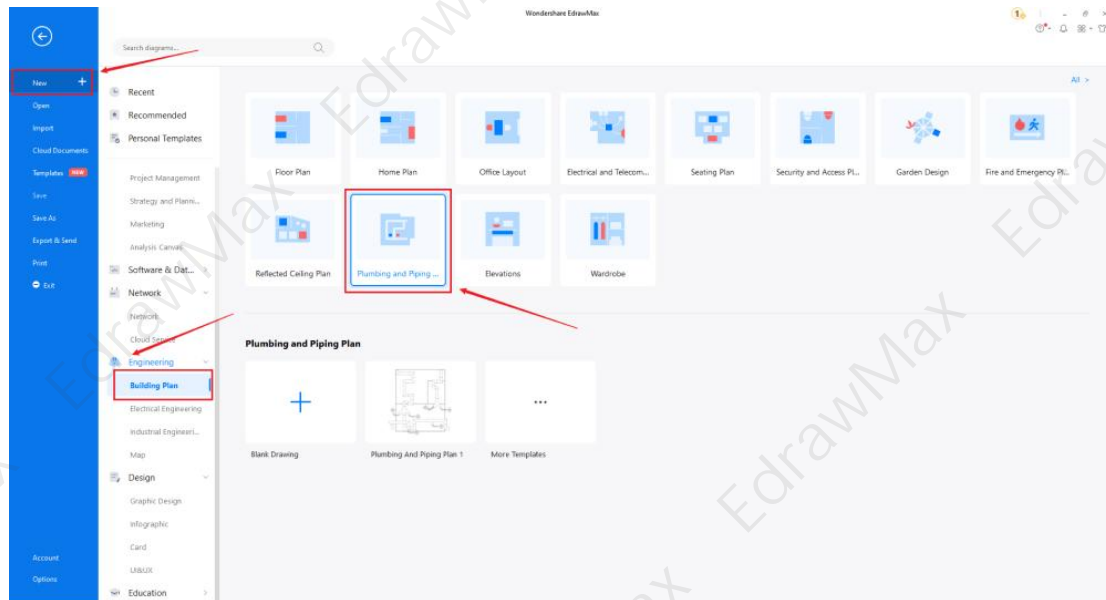 Wondershare EdrawMax
Search diagrams...
New +
Open
Import
Cloud Documents
Templates NEW
Save
Save As
Export & Send
Print
Exit
Account
Options
Recent
Recommended
Personal Templates
Project Management
Strategy and Planni...
Marketing
Analysis Canvas
Software & Dat...
Network
Network
Cloud Service
Engineering
Building Plan
Electrical Engineering
Industrial Engineeri...
Map
Design
Graphic Design
Infographic
Card
UI&UX
Education
All >
Floor Plan
Home Plan
Office Layout
Electrical and Telecom...
Seating Plan
Security and Access Pl...
Garden Design
Fire and Emergency Pl...
Reflected Ceiling Plan
Plumbing and Piping ...
Elevations
Wardrobe
Plumbing and Piping Plan
Blank Drawing
Plumbing And Piping Plan 1
More Templates
EdrawMax
EdrawMax
EdrawMax
EdrawMax